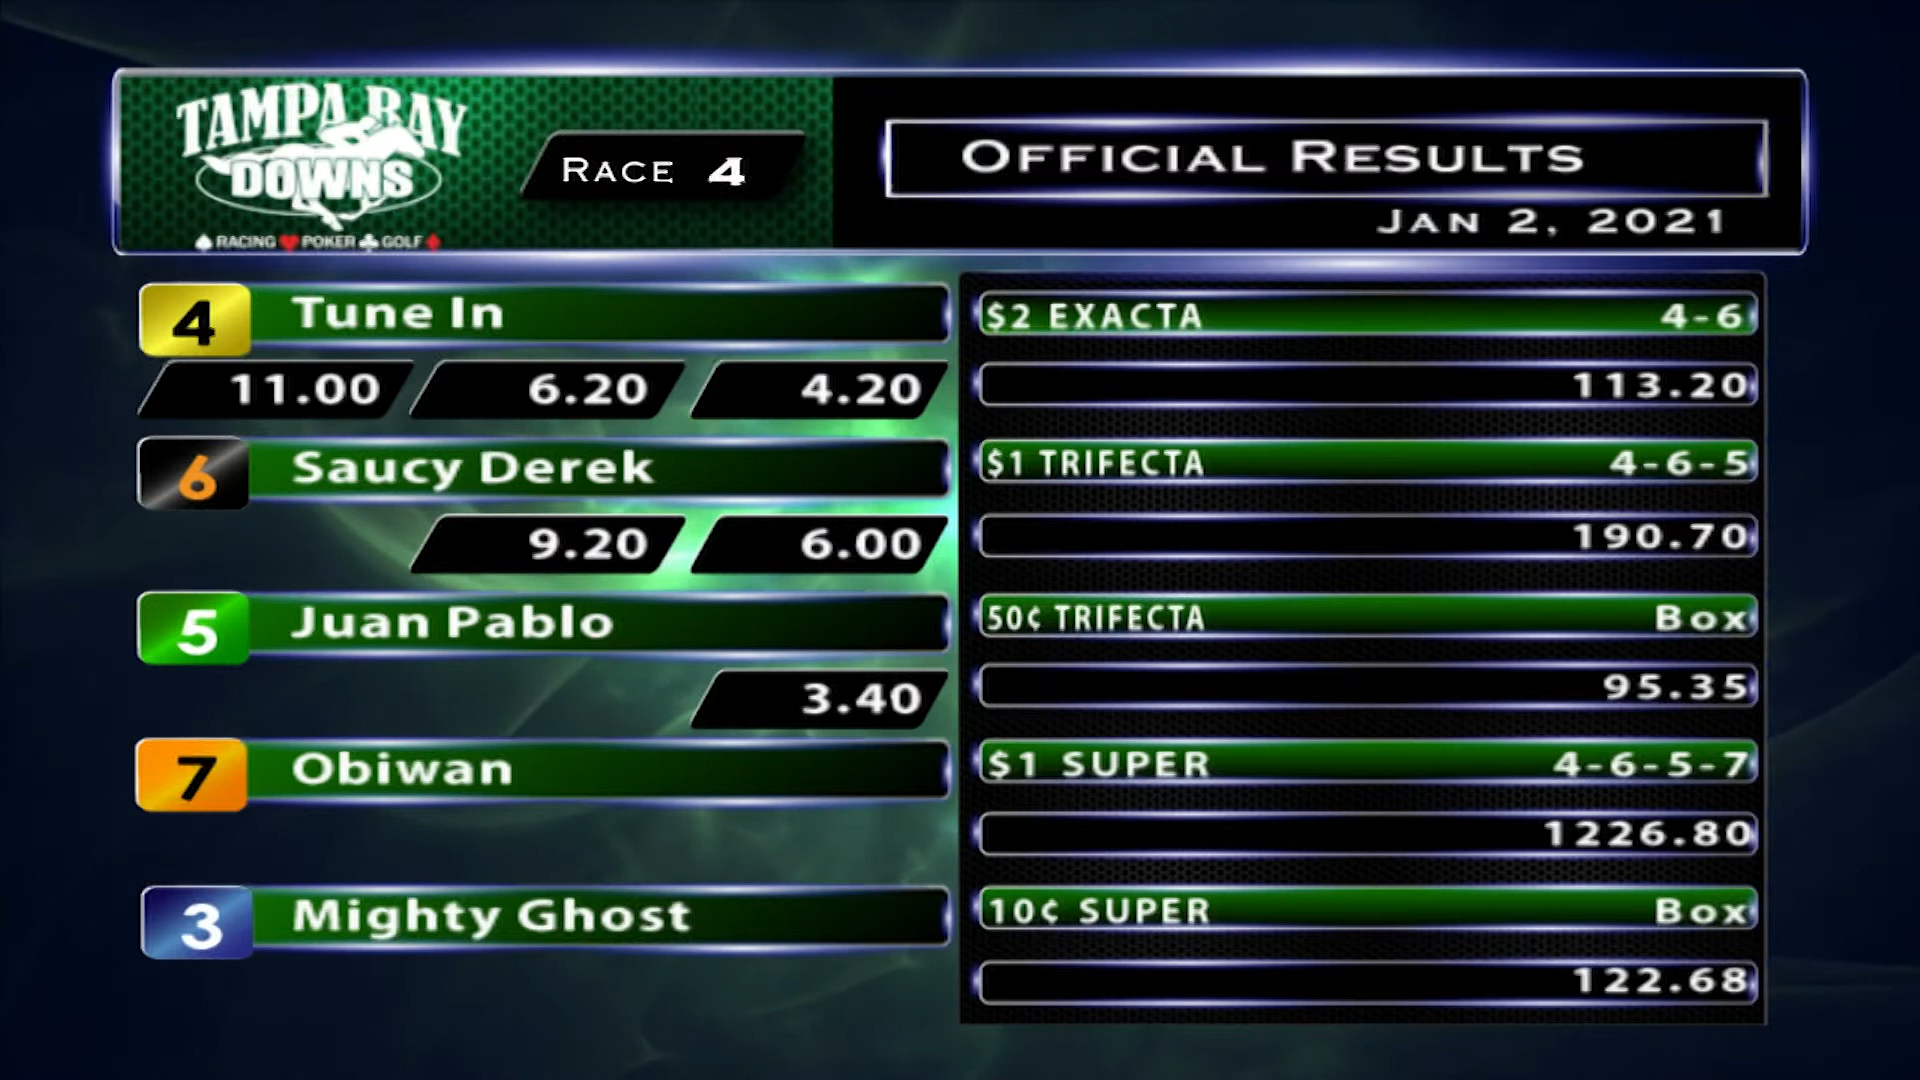 TAMPA BAY
DOWNS
RACING POKER GOLF
RACE 4
OFFICIAL RESULTS
JAN 2, 2021
4 Tune In
11.00 6.20 4.20
6 Saucy Derek
9.20 6.00
5 Juan Pablo
3.40
7 Obiwan
3 Mighty Ghost
$2 EXACTA 4-6
113.20
$1 TRIFECTA 4-6-5
190.70
50¢ TRIFECTA Box
95.35
$1 SUPER 4-6-5-7
1226.80
10¢ SUPER Box
122.68